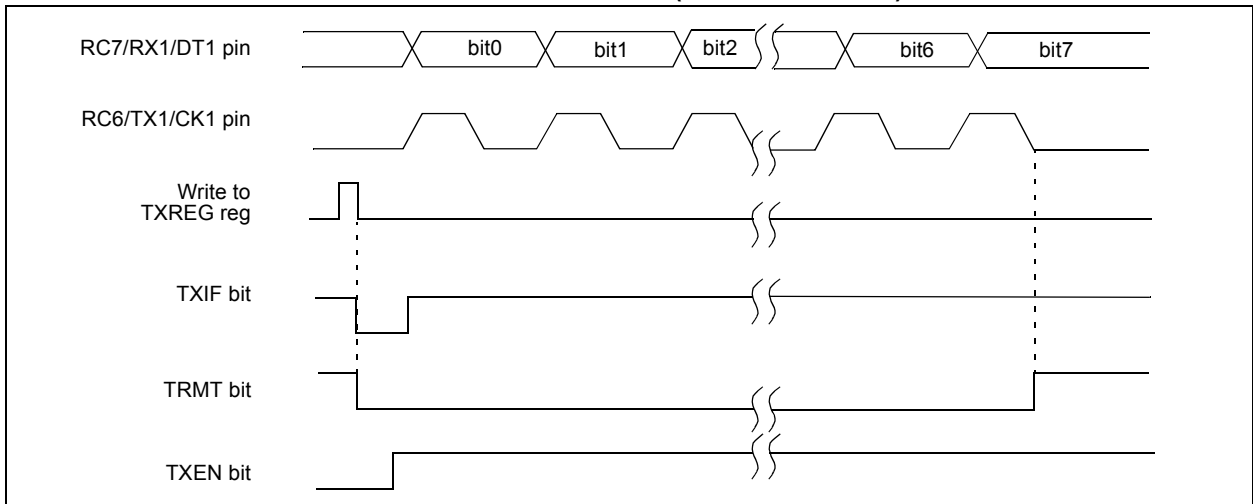 RC7/RX1/DT1 pin
bit0 bit1 bit2 bit6 bit7
RC6/TX1/CK1 pin
Write to
TXREG reg
TXIF bit
TRMT bit
TXEN bit